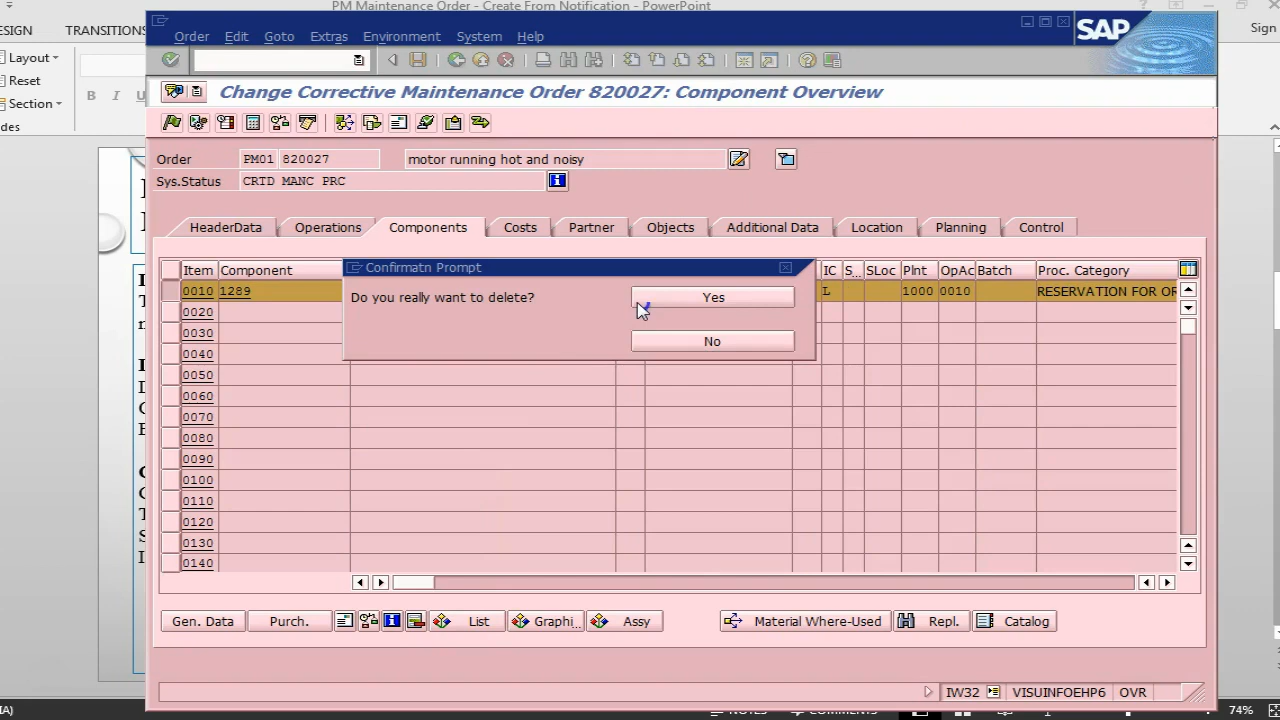 PM Maintenance Order - Create From Notification - PowerPoint
ESIGN
TRANSITIONS
Sign
Layout
Reset
Section
B I U
des
SAP
Order Edit Goto Extras Environment System Help
Change Corrective Maintenance Order 820027: Component Overview
Order PM01 820027 motor running hot and noisy
Sys.Status CRTD MANC PRC
HeaderData Operations Components Costs Partner Objects Additional Data Location Planning Control
Item Component IC S... SLoc Plnt OpAc Batch Proc. Category
0010 1289 L 1000 0010 RESERVATION FOR OR
Confirmatn Prompt
Do you really want to delete?
Yes
No
0020
0030
0040
0050
0060
0070
0080
0090
0100
0110
0120
0130
0140
Gen. Data Purch. List Graphi.. Assy Material Where-Used Repl. Catalog
IW32 VISUINFOEHP6 OVR
74%